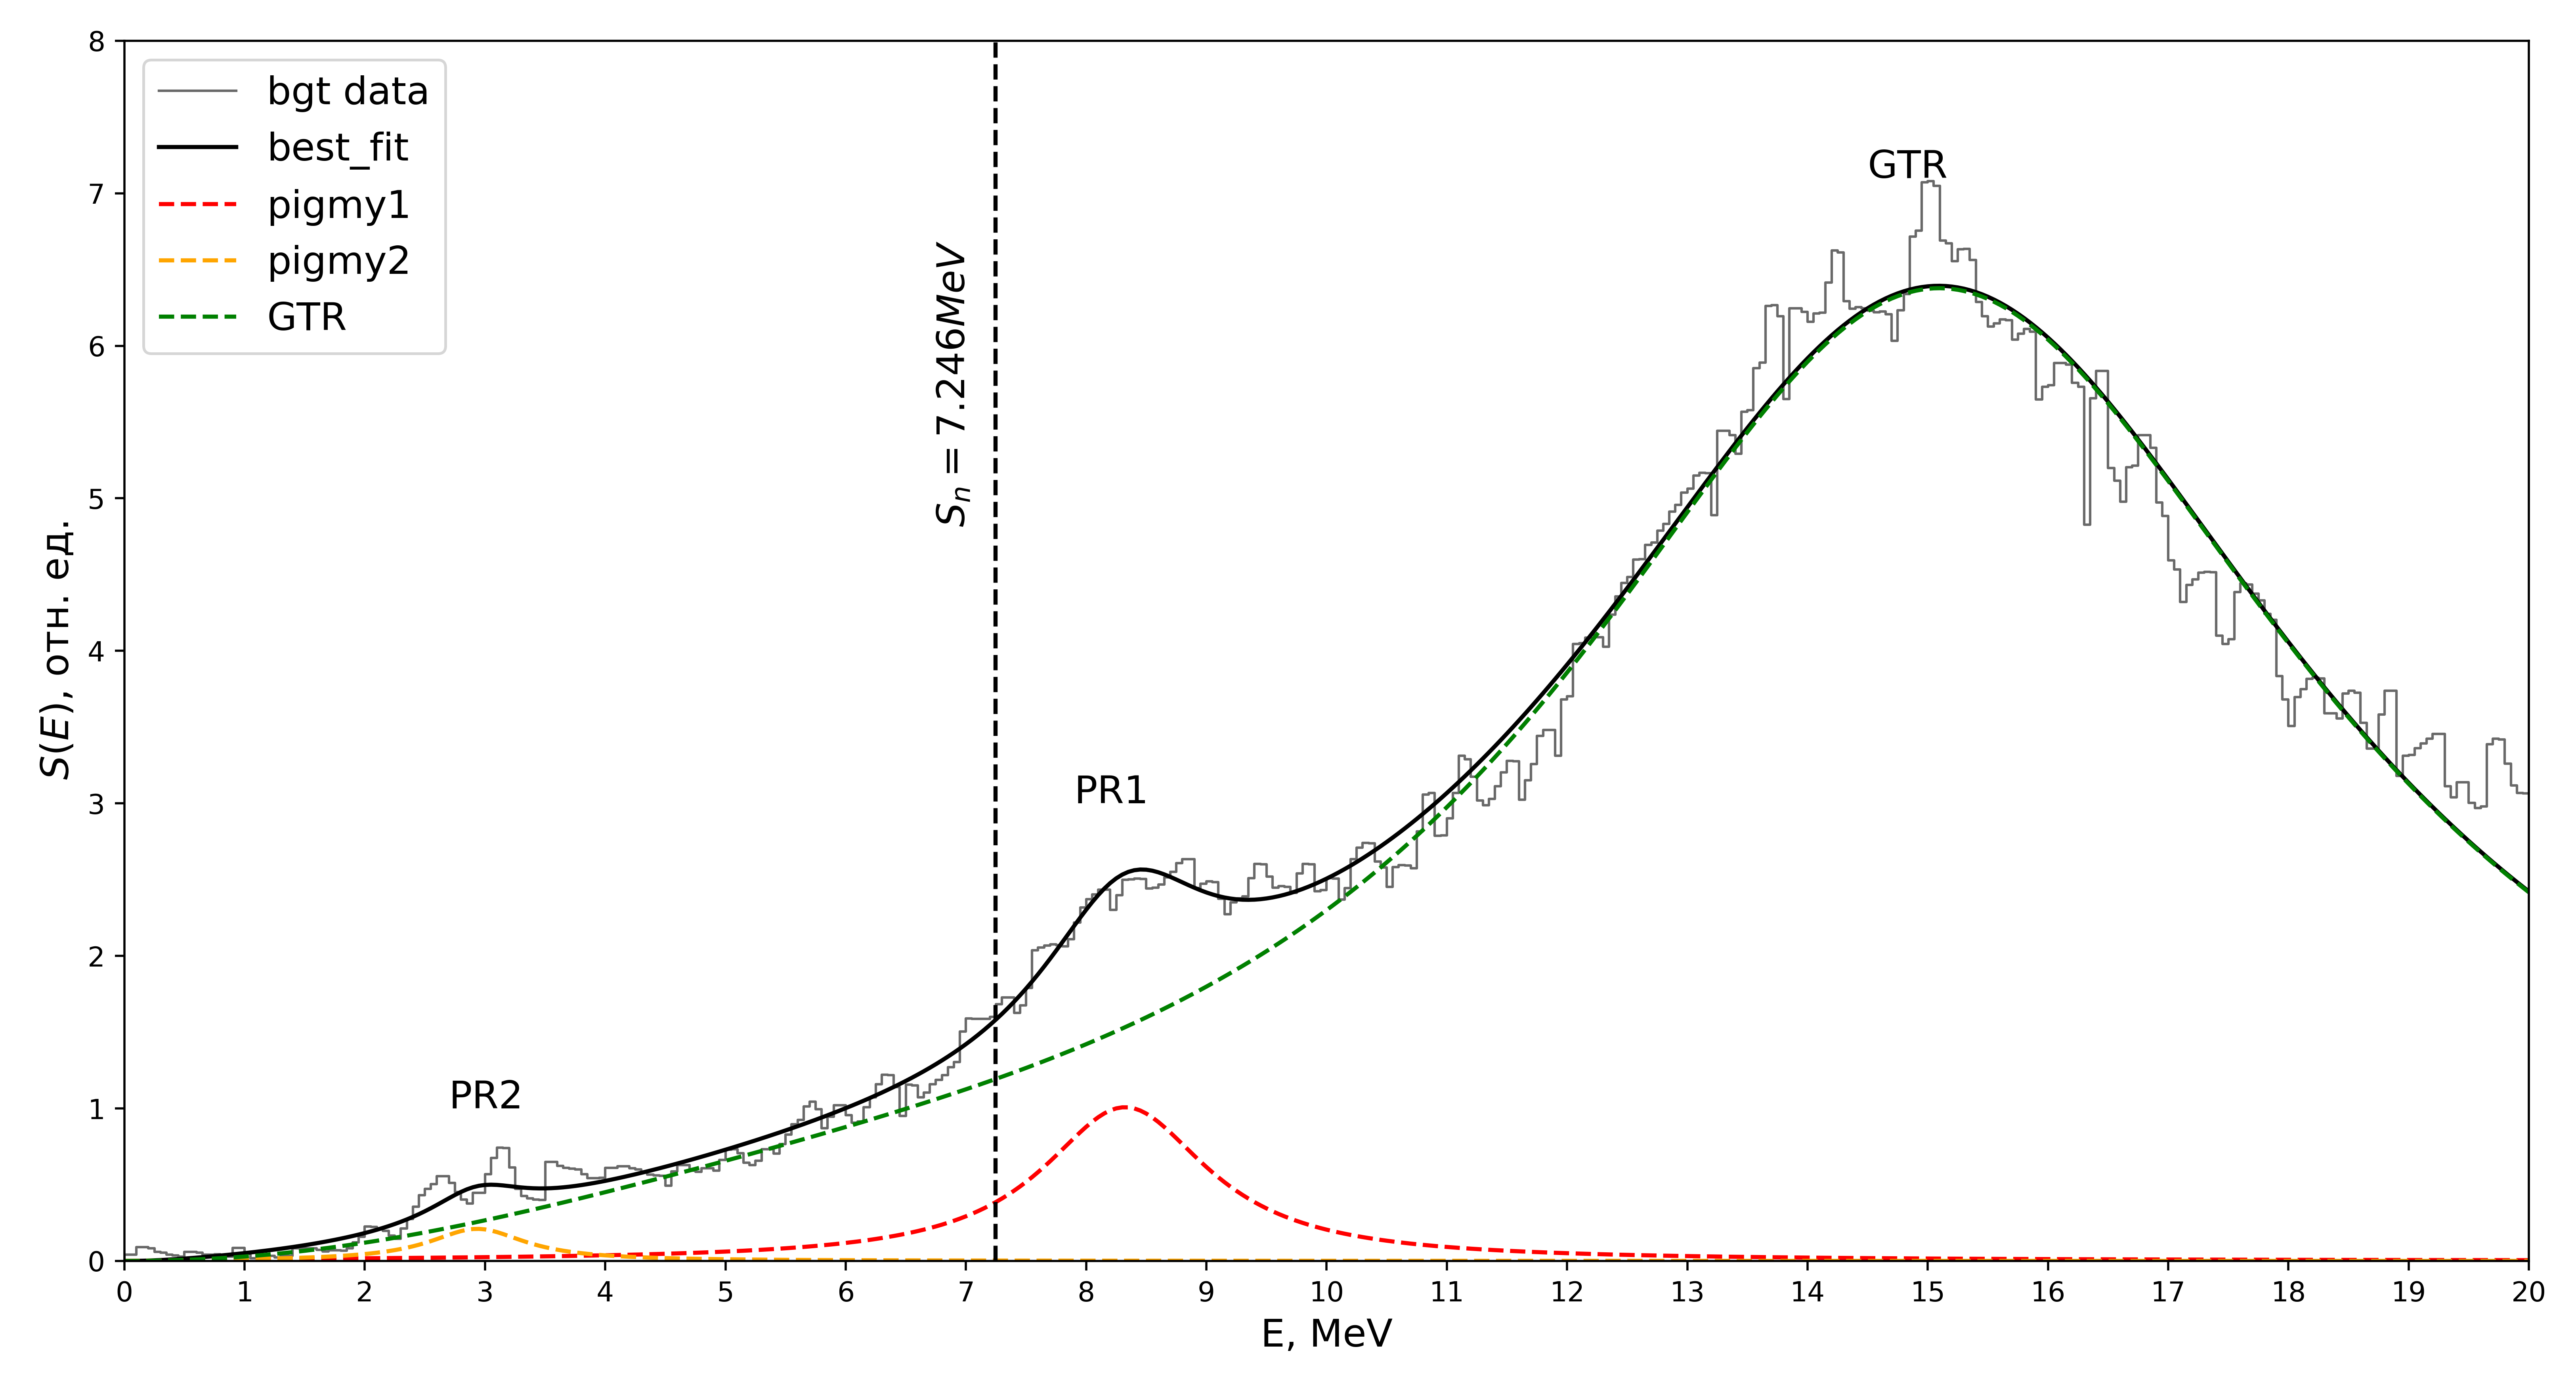 bgt data
best_fit
pigmy1
pigmy2
GTR
GTR
PR1
PR2
S_n = 7.246MeV
S(E), отн. ед.
8
7
6
5
4
3
2
1
0
0 1 2 3 4 5 6 7 8 9 10 11 12 13 14 15 16 17 18 19 20
E, MeV